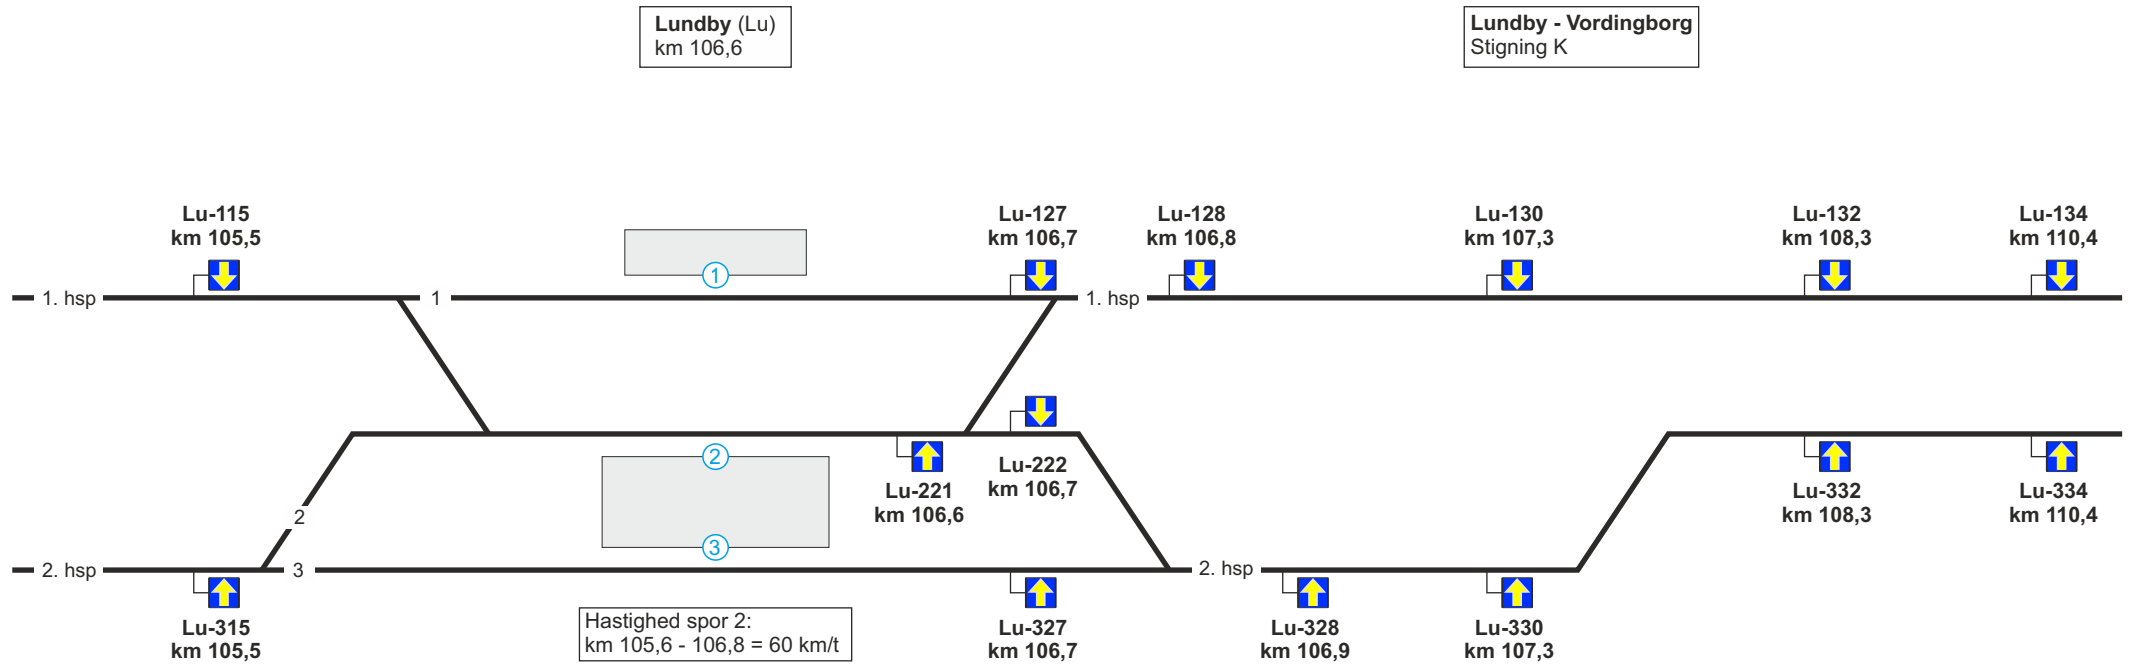 Lundby (Lu)
km 106,6
Lundby - Vordingborg
Stigning K
Lu-115
km 105,5
Lu-127
km 106,7
Lu-128
km 106,8
Lu-130
km 107,3
Lu-132
km 108,3
Lu-134
km 110,4
1. hsp
1
1
1. hsp
2
Lu-221
km 106,6
Lu-222
km 106,7
Lu-332
km 108,3
Lu-334
km 110,4
2
3
2. hsp
3
2. hsp
Lu-315
km 105,5
Hastighed spor 2:
km 105,6 - 106,8 = 60 km/t
Lu-327
km 106,7
Lu-328
km 106,9
Lu-330
km 107,3